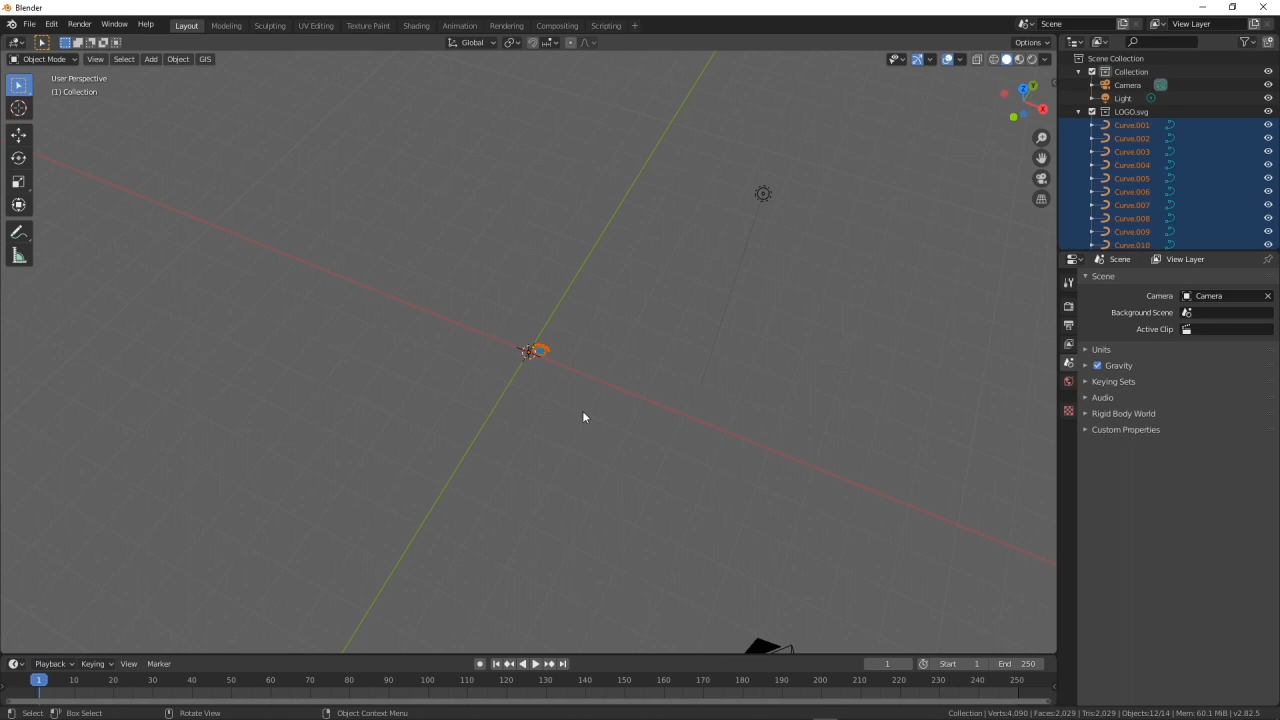 Blender
File Edit Render Window Help
Layout Modeling Sculpting UV Editing Texture Paint Shading Animation Rendering Compositing Scripting +
Scene
View Layer
Global
Options
Object Mode View Select Add Object GIS
User Perspective
(1) Collection
Z
Y
X
Scene Collection
Collection
Camera
Light
LOGO.svg
Curve.001
Curve.002
Curve.003
Curve.004
Curve.005
Curve.006
Curve.007
Curve.008
Curve.009
Curve.010
Scene View Layer
Scene
Camera Camera
Background Scene
Active Clip
Units
Gravity
Keying Sets
Audio
Rigid Body World
Custom Properties
Playback Keying View Marker
1 Start 1 End 250
1 10 20 30 40 50 60 70 80 90 100 110 120 130 140 150 160 170 180 190 200 210 220 230 240 250
Select Box Select Rotate View Object Context Menu
Collection | Verts:4,090 | Faces:2,029 | Tris:2,029 | Objects:12/14 | Mem: 60.1 MiB | v2.82.5